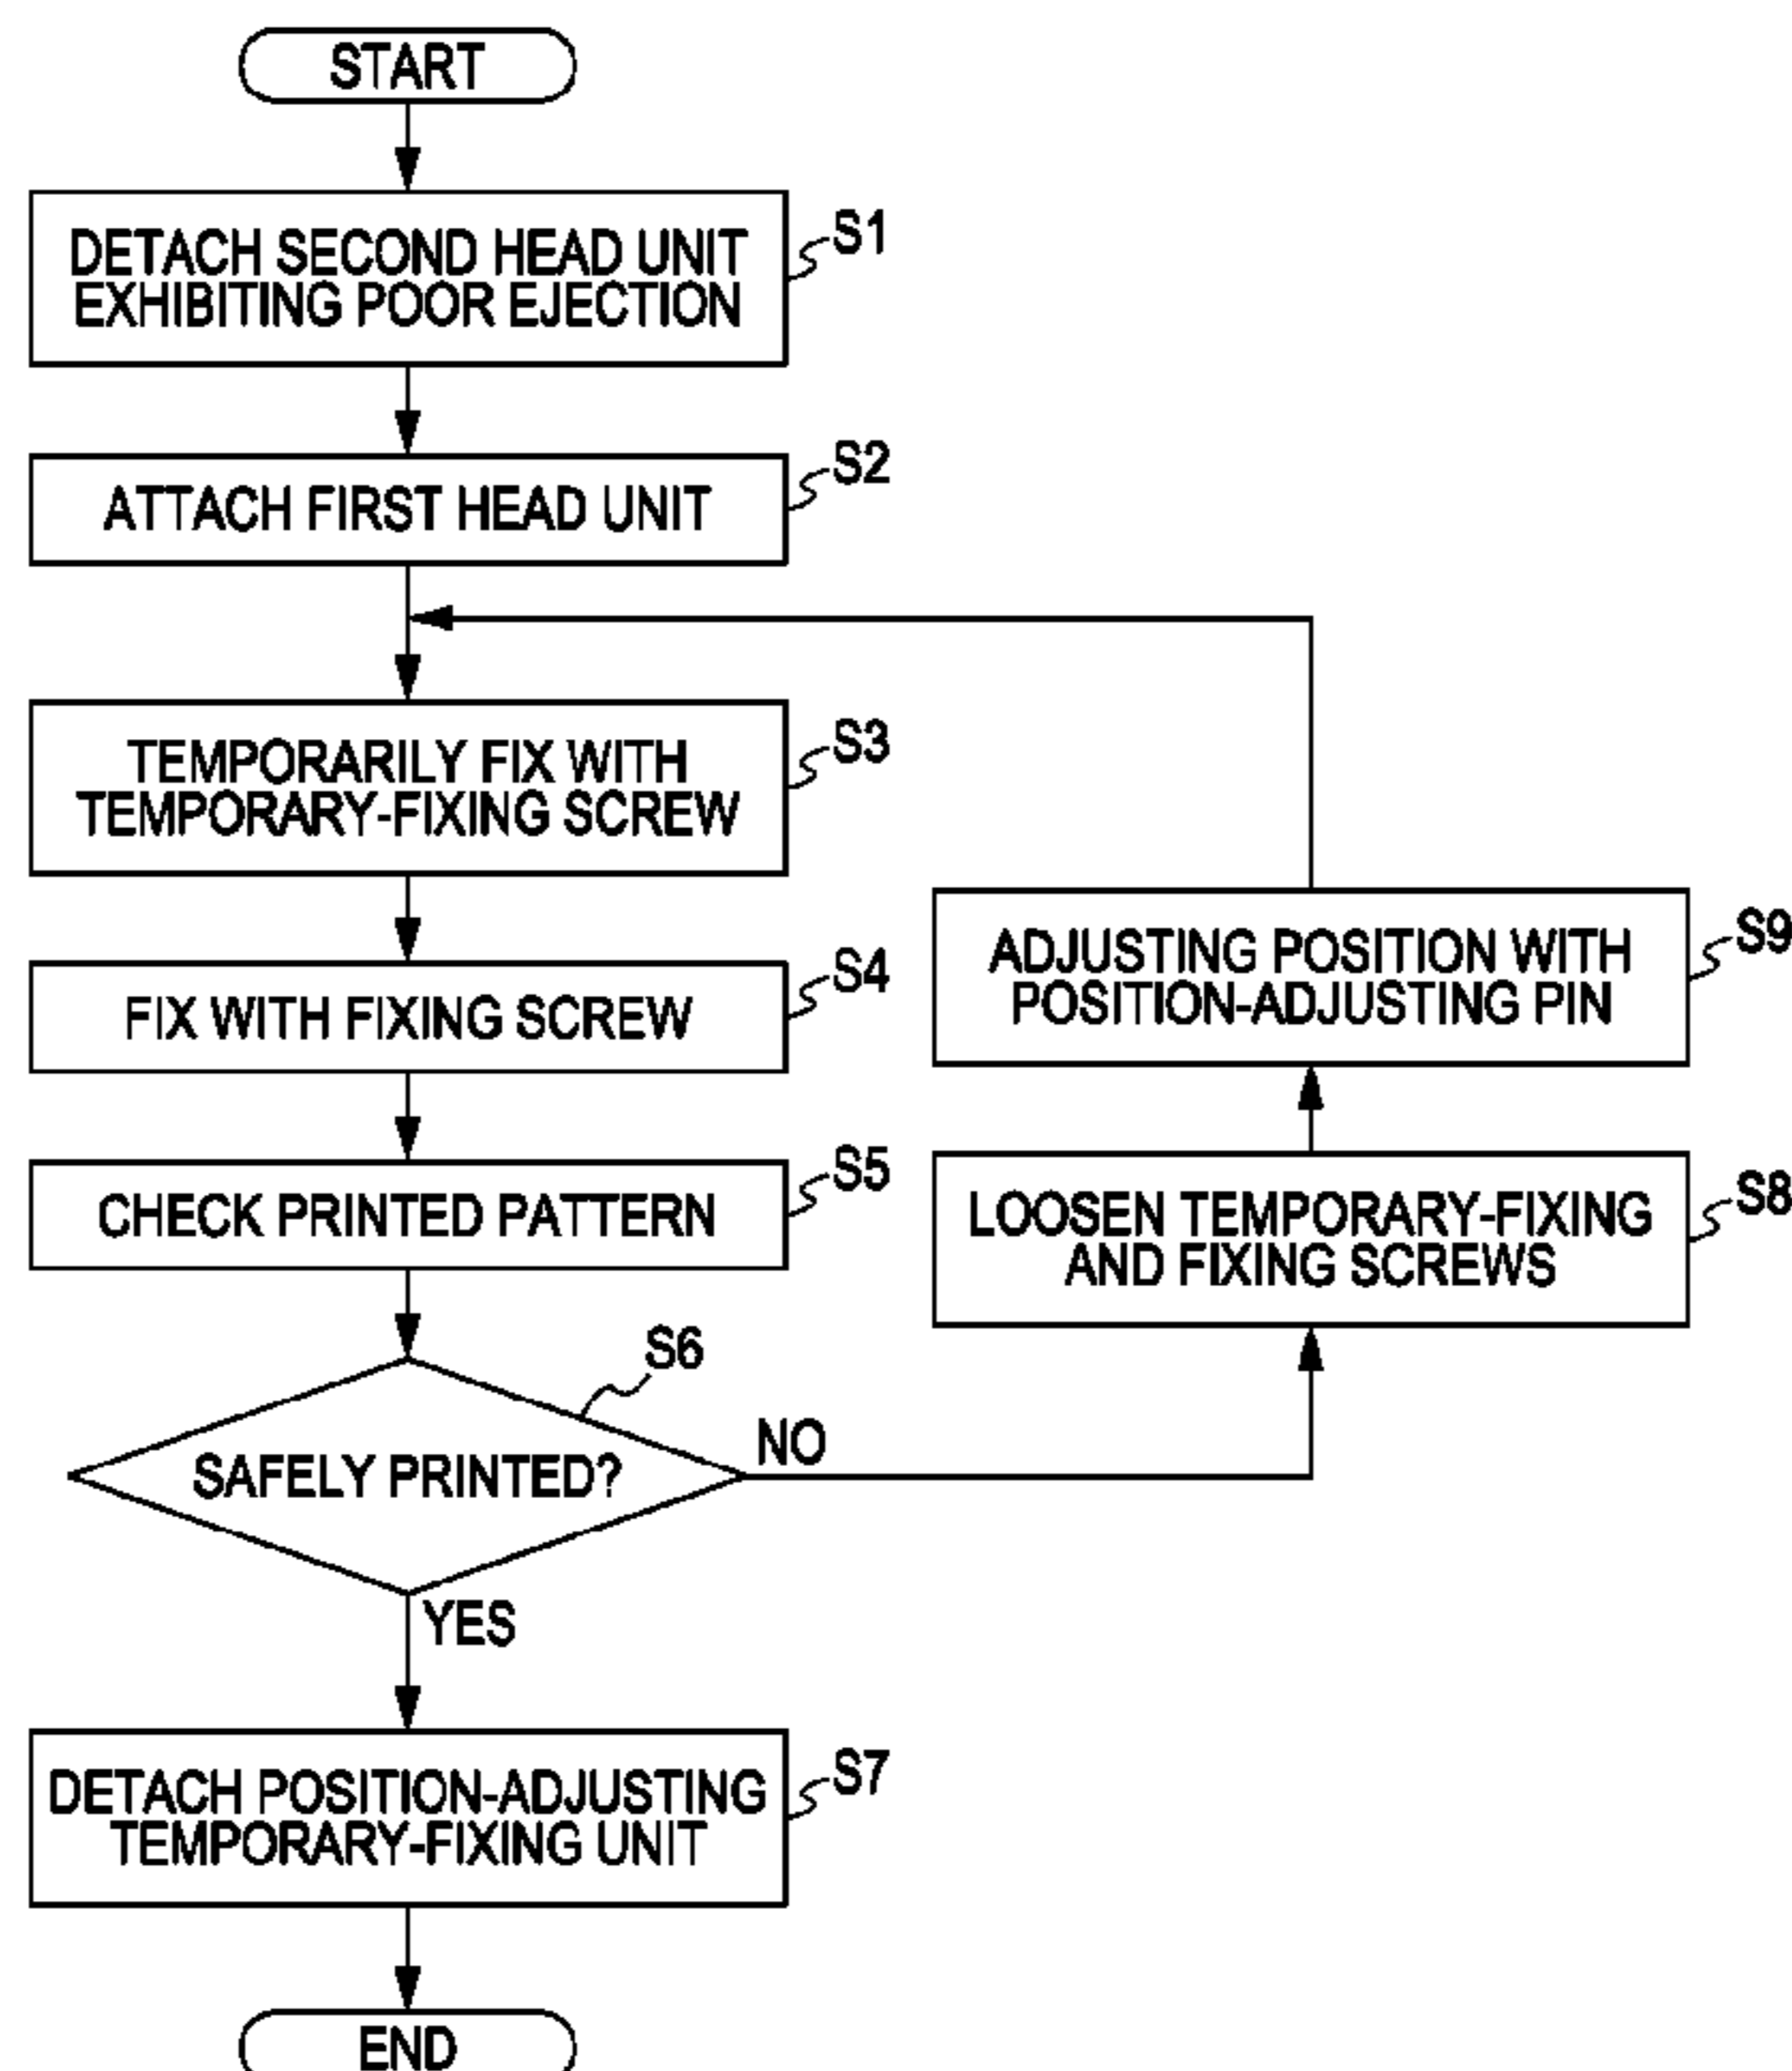 START
DETACH SECOND HEAD UNIT
EXHIBITING POOR EJECTION
S1
ATTACH FIRST HEAD UNIT
S2
TEMPORARILY FIX WITH
TEMPORARY-FIXING SCREW
S3
FIX WITH FIXING SCREW
S4
CHECK PRINTED PATTERN
S5
SAFELY PRINTED?
S6
NO
YES
DETACH POSITION-ADJUSTING
TEMPORARY-FIXING UNIT
S7
LOOSEN TEMPORARY-FIXING
AND FIXING SCREWS
S8
ADJUSTING POSITION WITH
POSITION-ADJUSTING PIN
S9
END